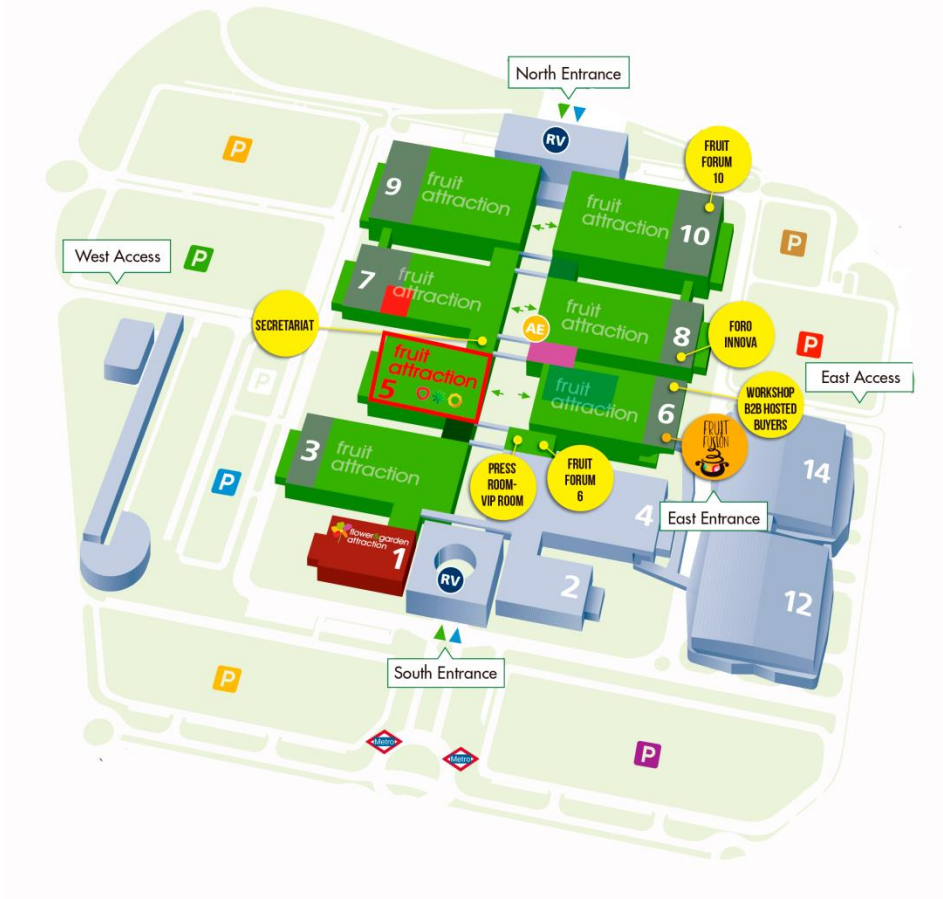 North Entrance
RV
FRUIT
FORUM
10
P
9
fruit
attraction
fruit
attraction
10
P
West Access
P
7
fruit
attraction
fruit
attraction
8
SECRETARIAT
AE
FORO
INNOVA
P
fruit
attraction
5
fruit
attraction
6
East Access
WORKSHOP
B2B HOSTED
BUYERS
P
FRUIT
FUSIÓN
3
fruit
attraction
PRESS
ROOM-
VIP ROOM
FRUIT
FORUM
6
14
P
4
East Entrance
flower&garden
attraction
1
RV
2
12
South Entrance
P
Metro
Metro
P